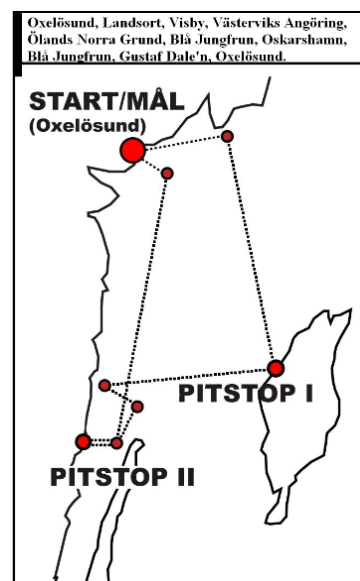 Oxelösund, Landsort, Visby, Västerviks Angöring,
Ölands Norra Grund, Blå Jungfrun, Oskarshamn,
Blå Jungfrun, Gustaf Dale'n, Oxelösund.
START/MÅL
(Oxelösund)
PITSTOP I
PITSTOP II